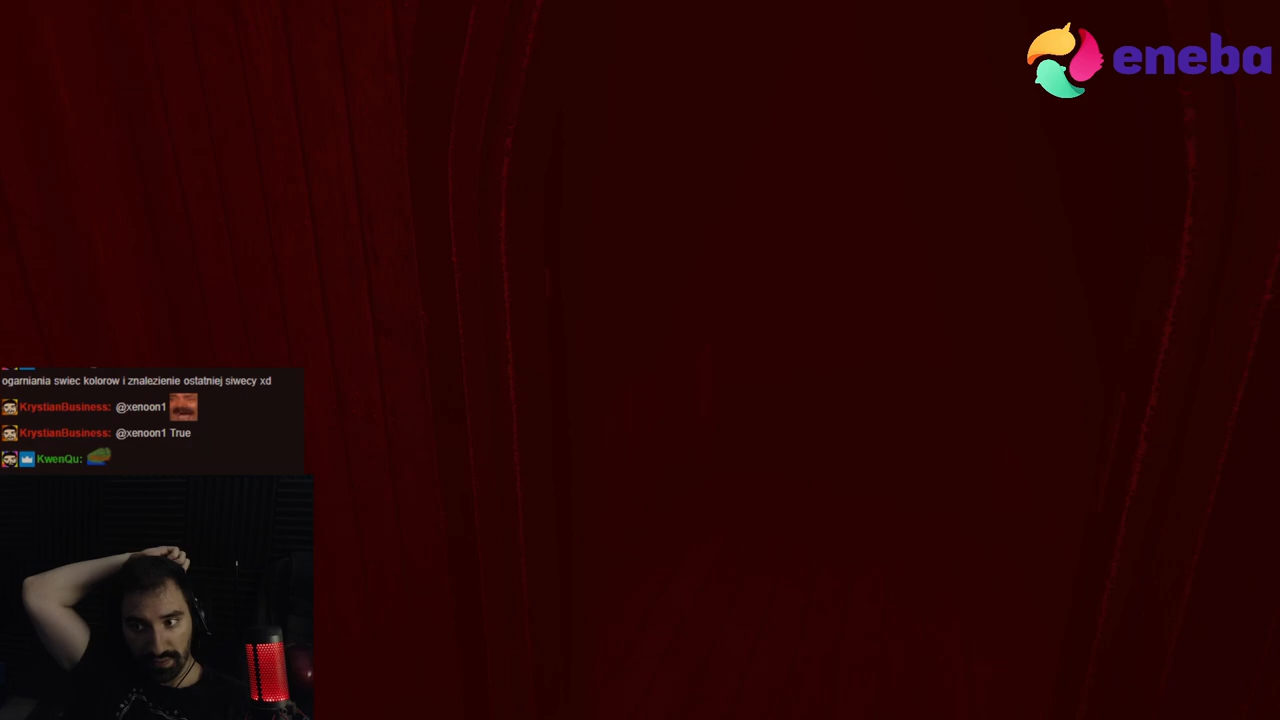 eneba
ogarniania swiec kolorow i znalezienie ostatniej siwecy xd
KrystianBusiness: @xenoon1
KrystianBusiness: @xenoon1 True
KwenQu: